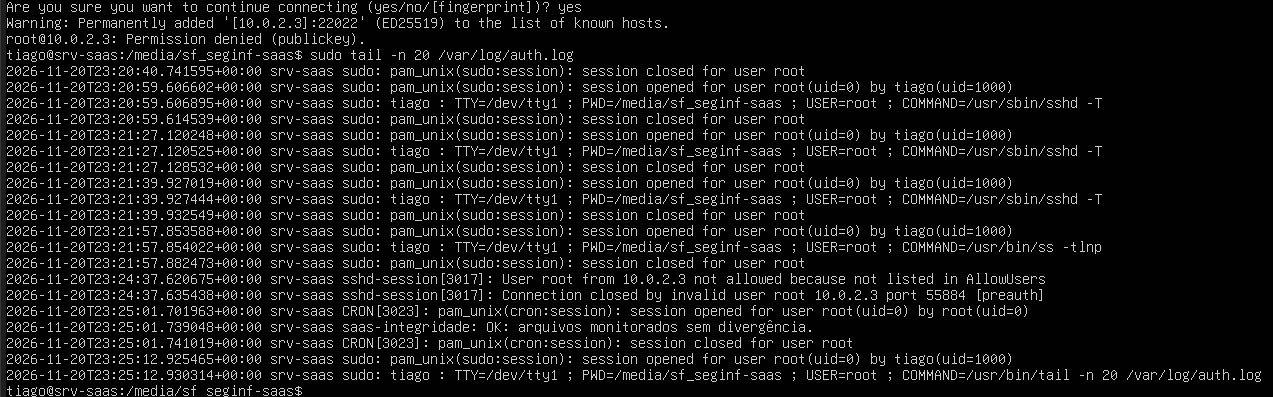 Are you sure you want to continue connecting (yes/no/[fingerprint])? yes
Warning: Permanently added '[10.0.2.3]:22022' (ED25519) to the list of known hosts.
root@10.0.2.3: Permission denied (publickey).
tiago@srv-saas:/media/sf_seginf-saas$ sudo tail -n 20 /var/log/auth.log
2026-11-20T23:20:40.741595+00:00 srv-saas sudo: pam_unix(sudo:session): session closed for user root
2026-11-20T23:20:59.606602+00:00 srv-saas sudo: pam_unix(sudo:session): session opened for user root(uid=0) by tiago(uid=1000)
2026-11-20T23:20:59.606895+00:00 srv-saas sudo: tiago : TTY=/dev/tty1 ; PWD=/media/sf_seginf-saas ; USER=root ; COMMAND=/usr/sbin/sshd -T
2026-11-20T23:20:59.614539+00:00 srv-saas sudo: pam_unix(sudo:session): session closed for user root
2026-11-20T23:21:27.120248+00:00 srv-saas sudo: pam_unix(sudo:session): session opened for user root(uid=0) by tiago(uid=1000)
2026-11-20T23:21:27.120525+00:00 srv-saas sudo: tiago : TTY=/dev/tty1 ; PWD=/media/sf_seginf-saas ; USER=root ; COMMAND=/usr/sbin/sshd -T
2026-11-20T23:21:27.128532+00:00 srv-saas sudo: pam_unix(sudo:session): session closed for user root
2026-11-20T23:21:39.927019+00:00 srv-saas sudo: pam_unix(sudo:session): session opened for user root(uid=0) by tiago(uid=1000)
2026-11-20T23:21:39.927444+00:00 srv-saas sudo: tiago : TTY=/dev/tty1 ; PWD=/media/sf_seginf-saas ; USER=root ; COMMAND=/usr/sbin/sshd -T
2026-11-20T23:21:39.932549+00:00 srv-saas sudo: pam_unix(sudo:session): session closed for user root
2026-11-20T23:21:57.853588+00:00 srv-saas sudo: pam_unix(sudo:session): session opened for user root(uid=0) by tiago(uid=1000)
2026-11-20T23:21:57.854022+00:00 srv-saas sudo: tiago : TTY=/dev/tty1 ; PWD=/media/sf_seginf-saas ; USER=root ; COMMAND=/usr/bin/ss -tlnp
2026-11-20T23:21:57.882473+00:00 srv-saas sudo: pam_unix(sudo:session): session closed for user root
2026-11-20T23:24:37.620675+00:00 srv-saas sshd-session[3017]: User root from 10.0.2.3 not allowed because not listed in AllowUsers
2026-11-20T23:24:37.635438+00:00 srv-saas sshd-session[3017]: Connection closed by invalid user root 10.0.2.3 port 55884 [preauth]
2026-11-20T23:25:01.701963+00:00 srv-saas CRON[3023]: pam_unix(cron:session): session opened for user root(uid=0) by root(uid=0)
2026-11-20T23:25:01.739048+00:00 srv-saas saas-integridade: OK: arquivos monitorados sem divergência.
2026-11-20T23:25:01.741019+00:00 srv-saas CRON[3023]: pam_unix(cron:session): session closed for user root
2026-11-20T23:25:12.925465+00:00 srv-saas sudo: pam_unix(sudo:session): session opened for user root(uid=0) by tiago(uid=1000)
2026-11-20T23:25:12.930314+00:00 srv-saas sudo: tiago : TTY=/dev/tty1 ; PWD=/media/sf_seginf-saas ; USER=root ; COMMAND=/usr/bin/tail -n 20 /var/log/auth.log
tiago@srv-saas:/media/sf_seginf-saas$